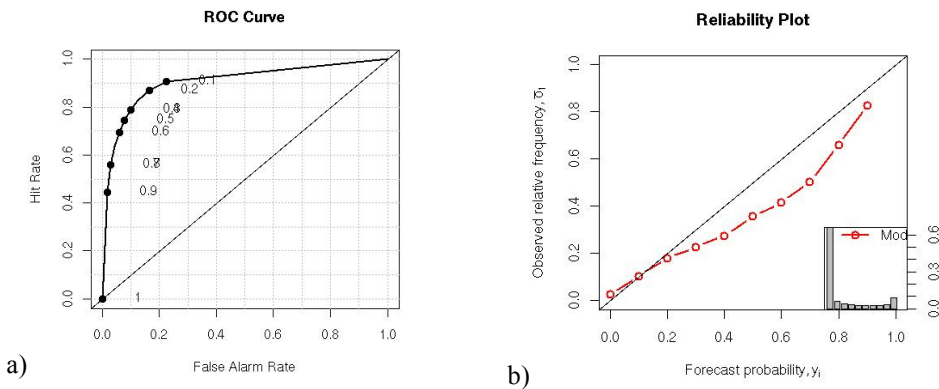 ROC Curve
Hit Rate
1.0
0.8
0.6
0.4
0.2
0.0
0.1
0.2
0.5
0.6
0.9
1
0.0 0.2 0.4 0.6 0.8 1.0
False Alarm Rate
a)
Reliability Plot
Observed relative frequency, o̅₁
1.0
0.8
0.6
0.4
0.2
0.0
Mod
0.6
0.3
0.0
0.0 0.2 0.4 0.6 0.8 1.0
Forecast probability, yᵢ
b)